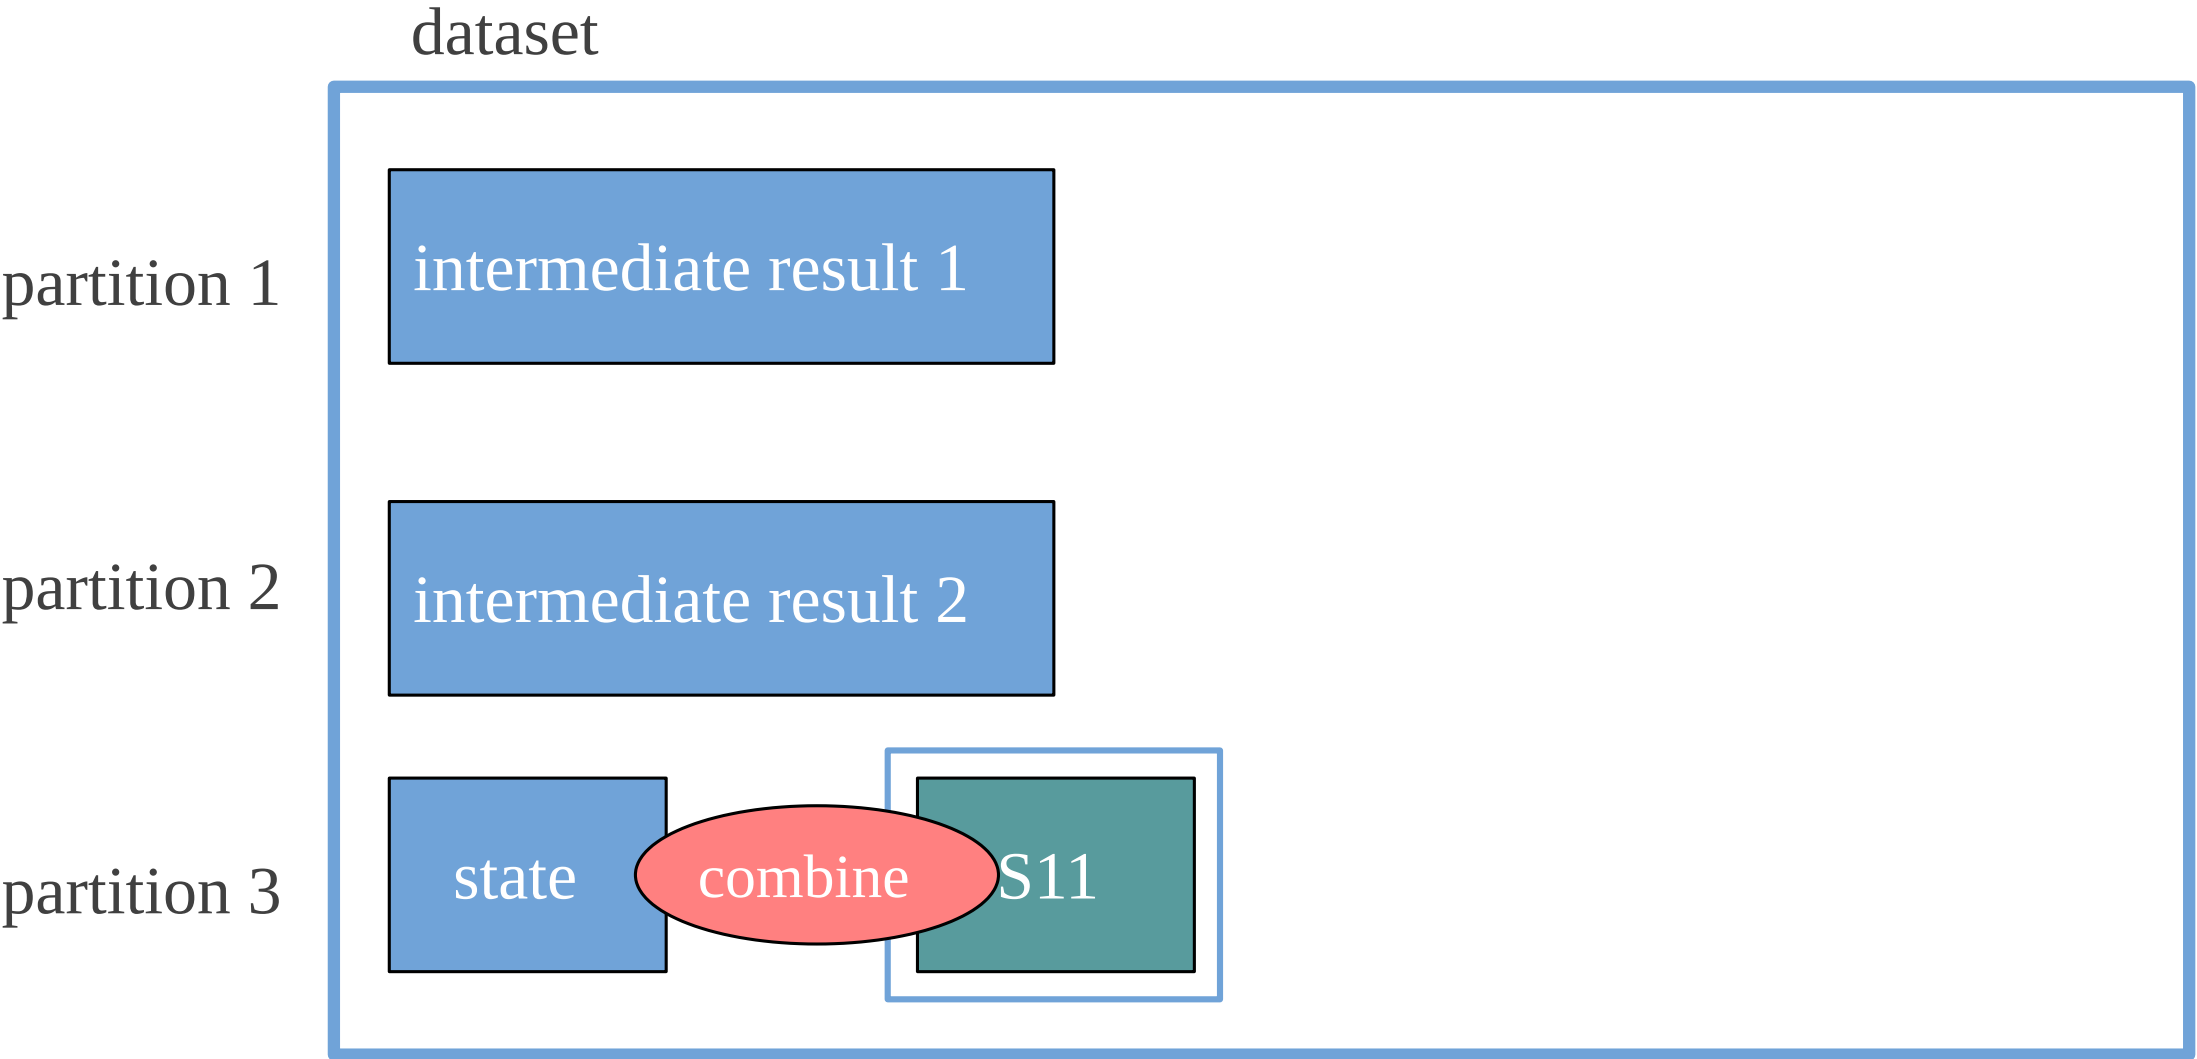 dataset
partition 1
intermediate result 1
partition 2
intermediate result 2
partition 3
state
combine
S11